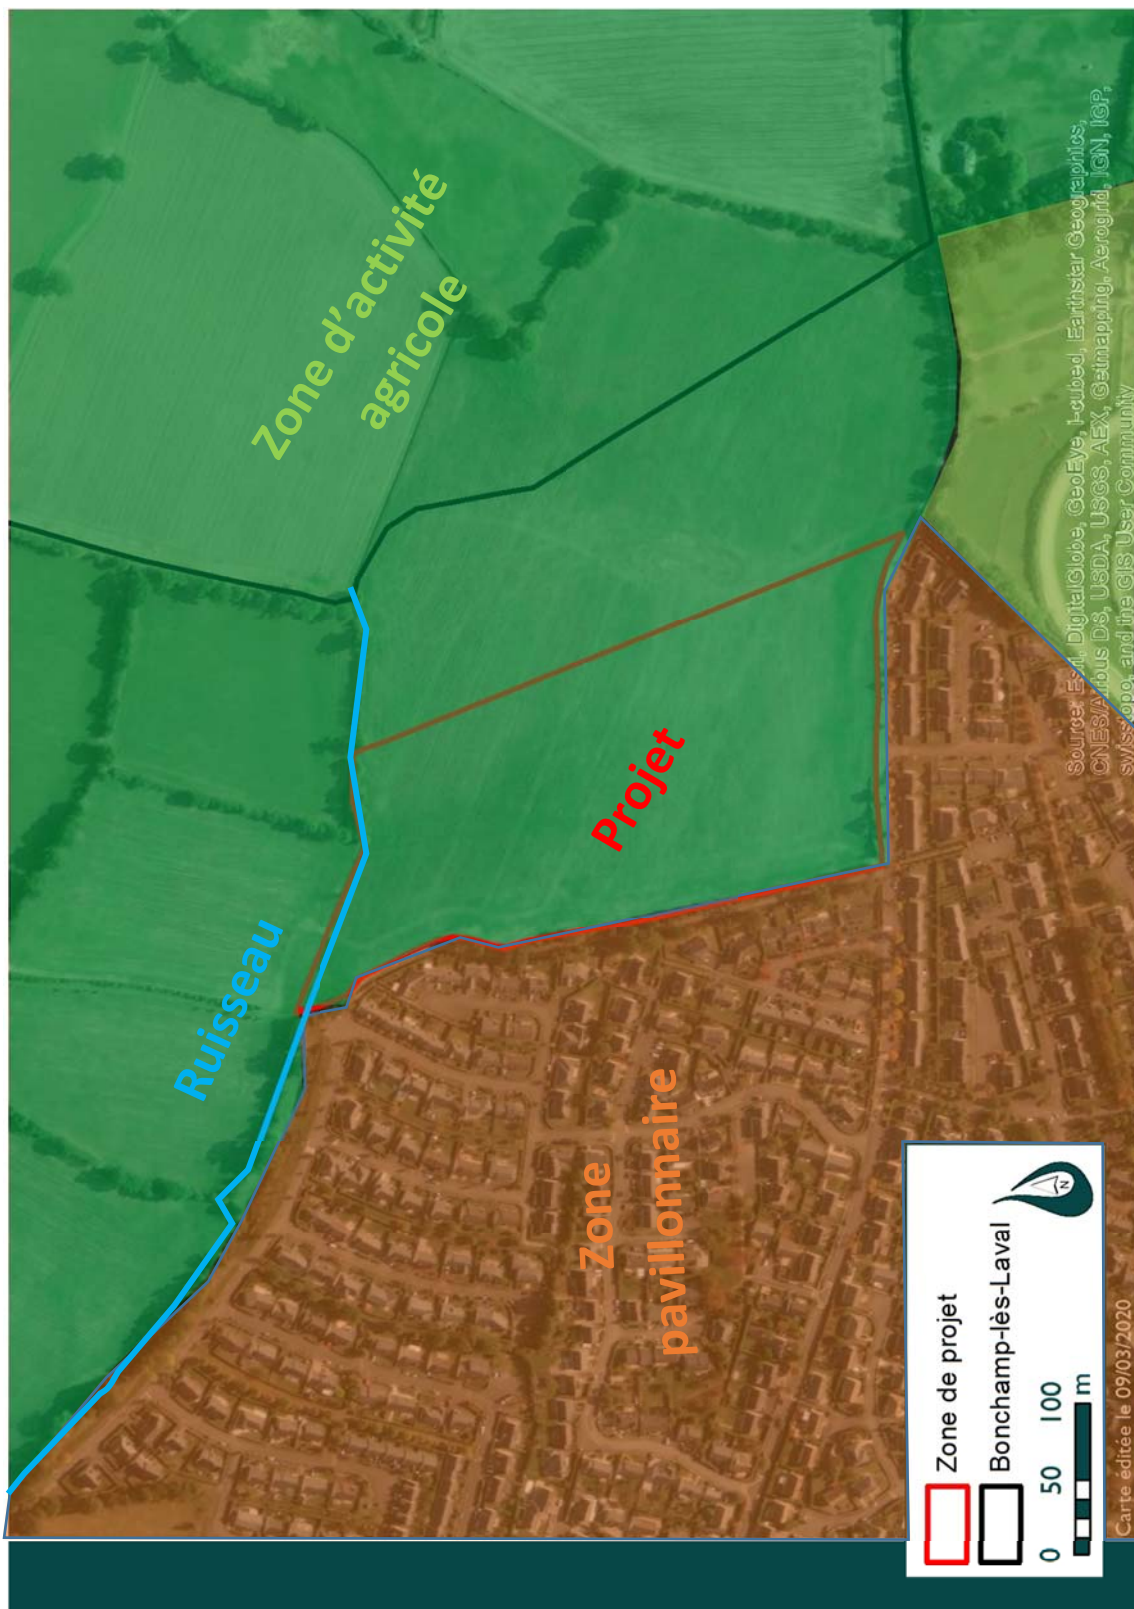 Zone d'activité
agricole
Ruisseau
Projet
Zone
pavillonnaire
Zone de projet
Bonchamp-lès-Laval
0 50 100
m
N
Source: Esri, DigitalGlobe, GeoEye, i-cubed, Earthstar Geographics,
CNES/Airbus DS, USDA, USGS, AEX, Getmapping, Aerogrid, IGN, IGP,
swisstopo, and the GIS User Community
Carte éditée le 09/03/2020